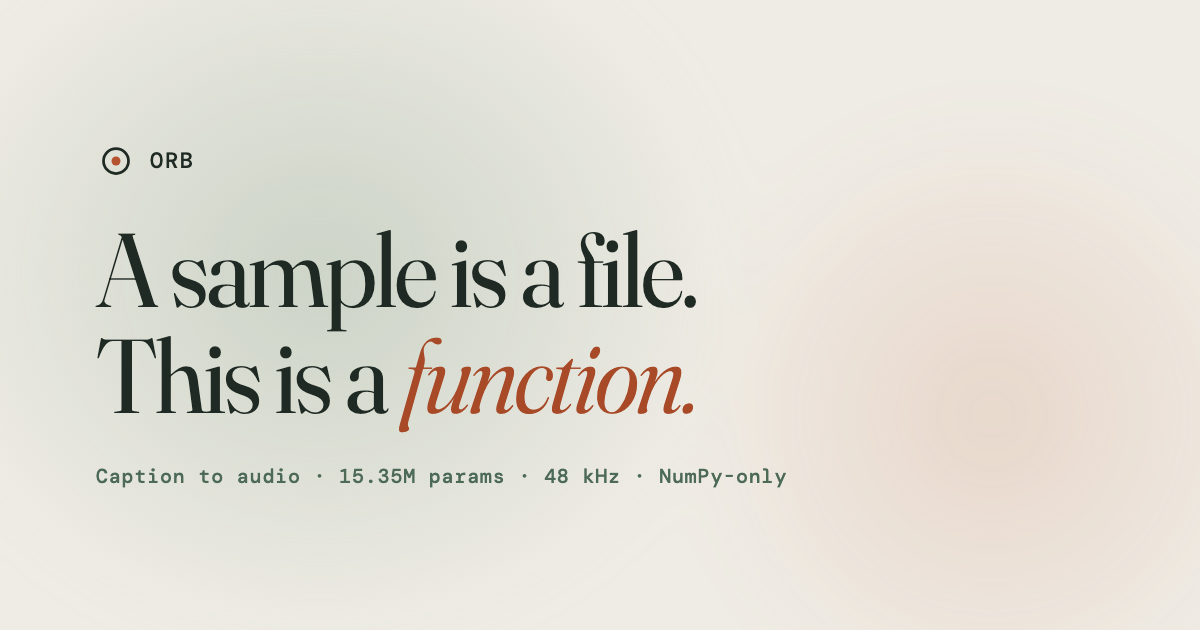 ORB
A sample is a file.
This is a function.
Caption to audio · 15.35M params · 48 kHz · NumPy-only